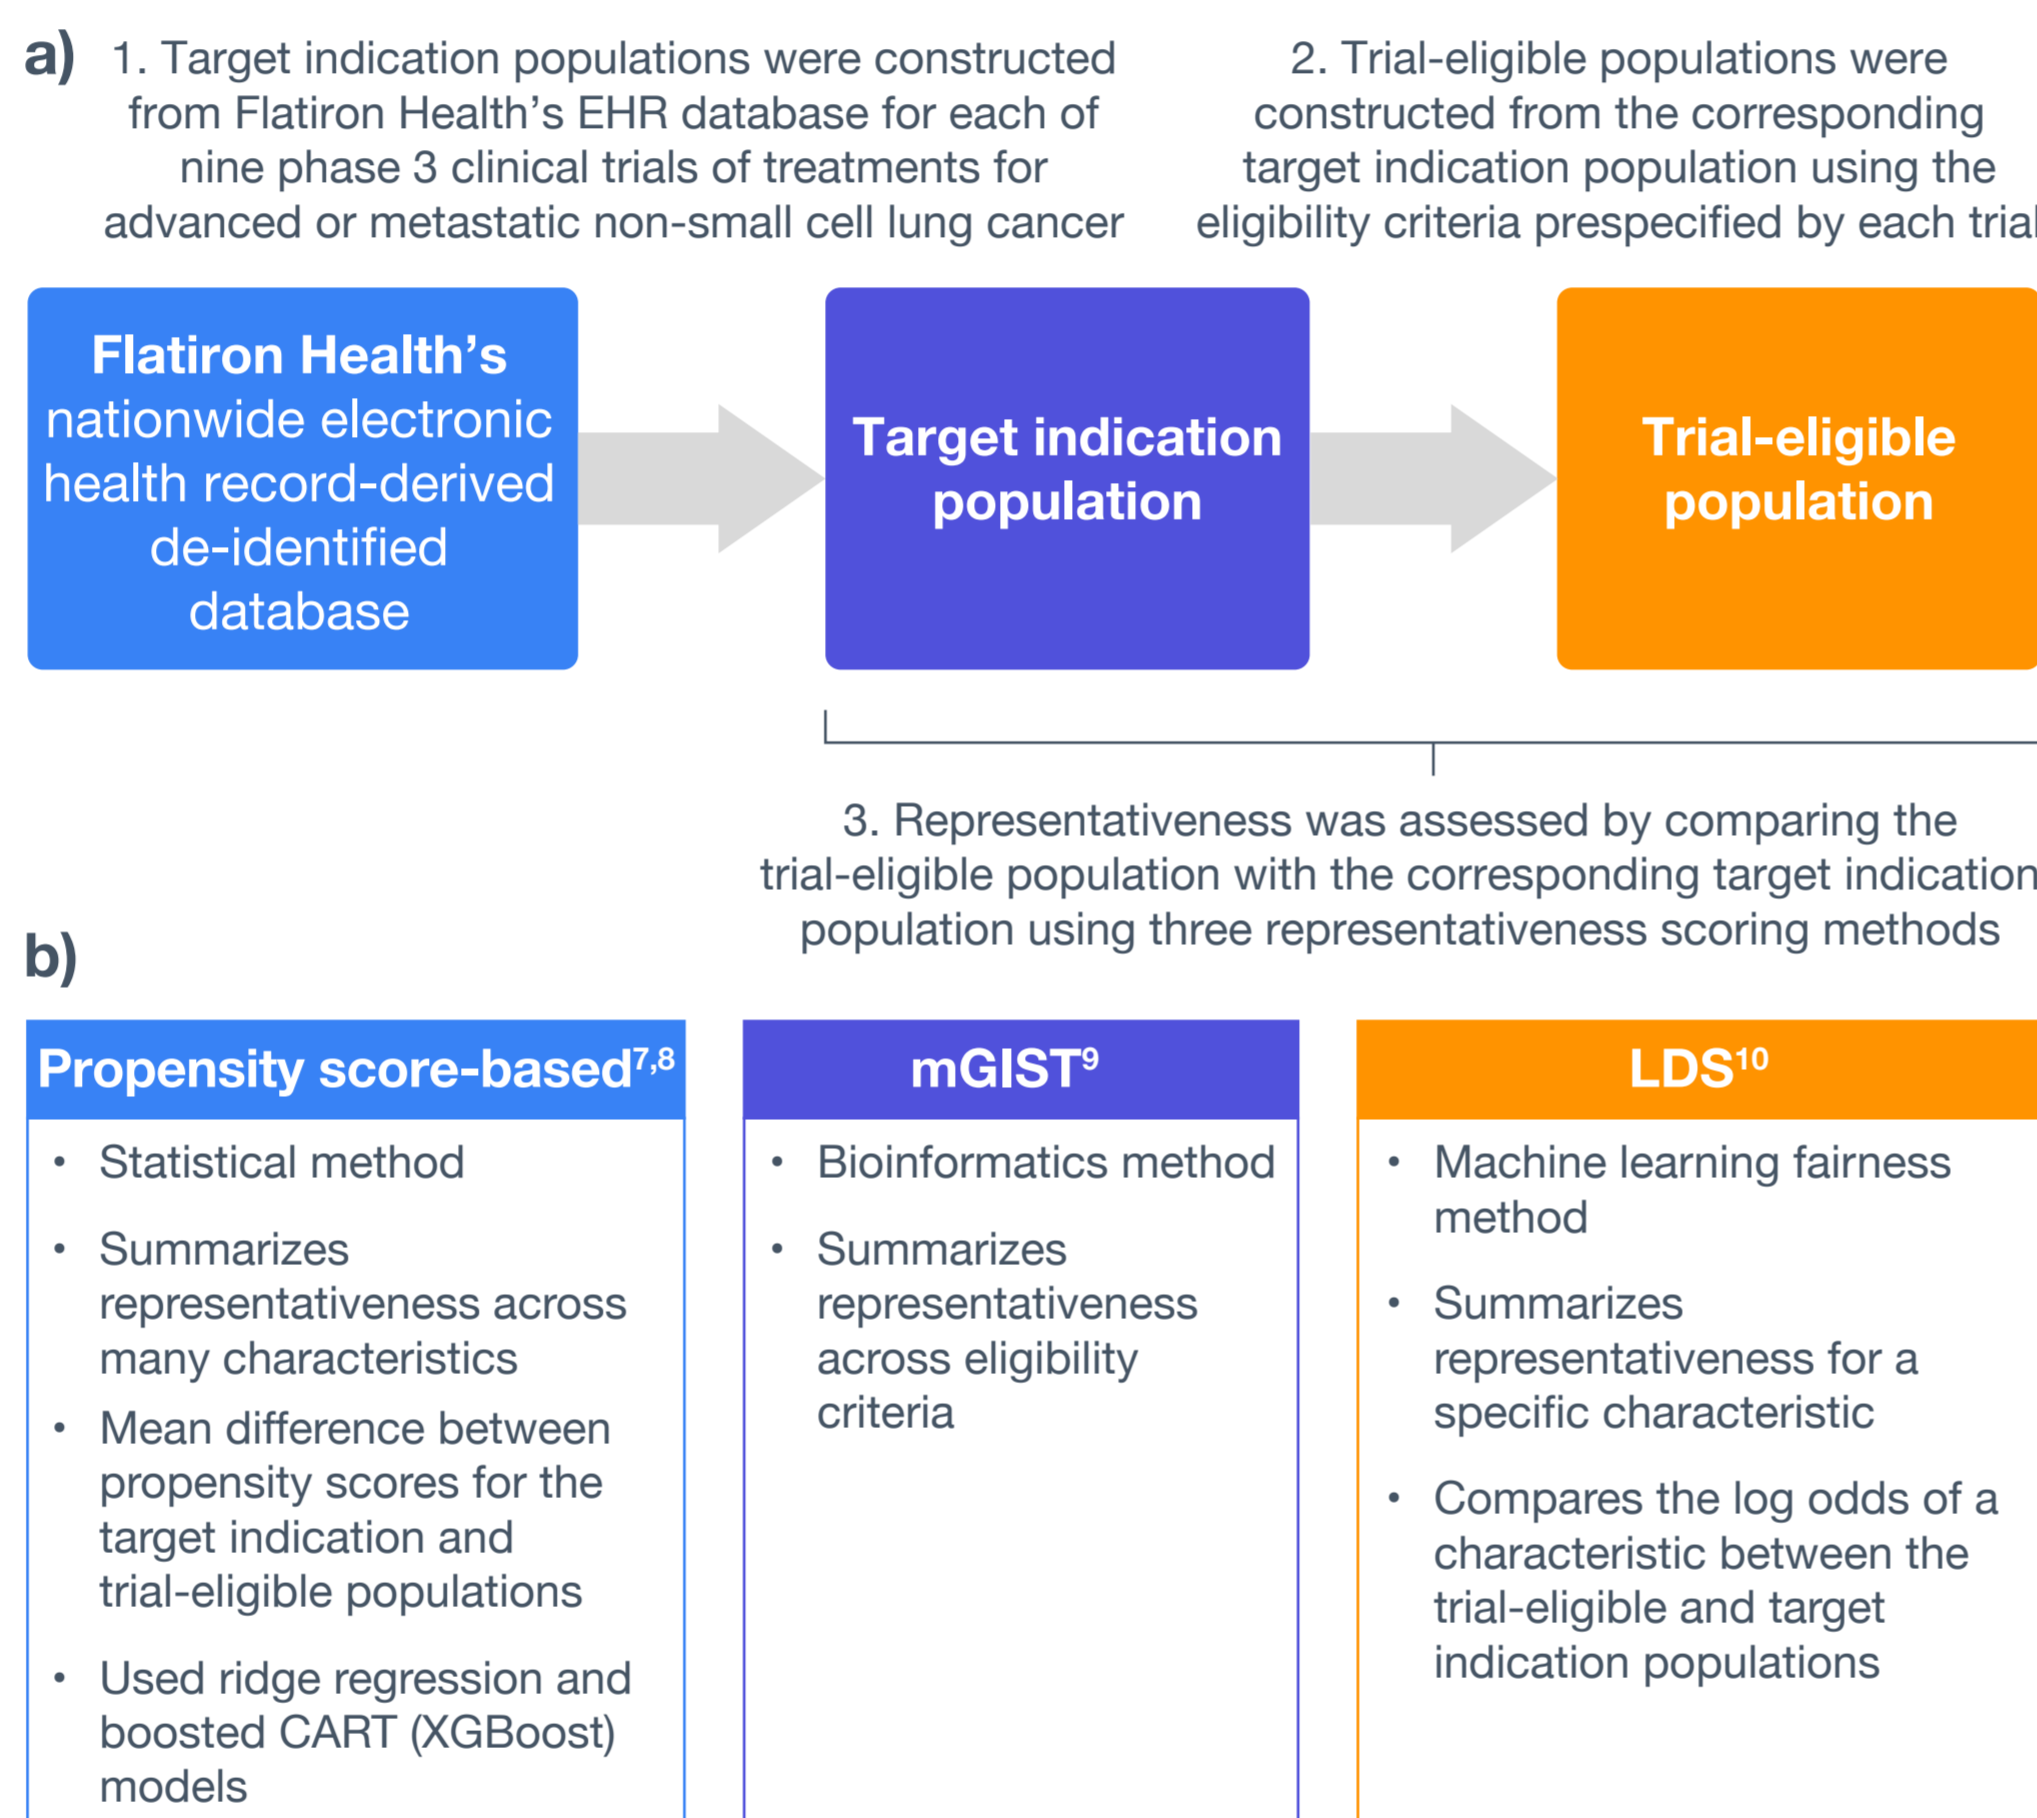 a)
1. Target indication populations were constructed
from Flatiron Health’s EHR database for each of
nine phase 3 clinical trials of treatments for
advanced or metastatic non-small cell lung cancer
2. Trial-eligible populations were
constructed from the corresponding
target indication population using the
eligibility criteria prespecified by each trial
Flatiron Health’s
nationwide electronic
health record-derived
de-identified
database
Target indication
population
Trial-eligible
population
3. Representativeness was assessed by comparing the
trial-eligible population with the corresponding target indication
population using three representativeness scoring methods
b)
Propensity score-based7,8
• Statistical method
• Summarizes
representativeness across
many characteristics
• Mean difference between
propensity scores for the
target indication and
trial-eligible populations
• Used ridge regression and
boosted CART (XGBoost)
models
mGIST9
• Bioinformatics method
• Summarizes
representativeness
across eligibility
criteria
LDS10
• Machine learning fairness
method
• Summarizes
representativeness for a
specific characteristic
• Compares the log odds of a
characteristic between the
trial-eligible and target
indication populations